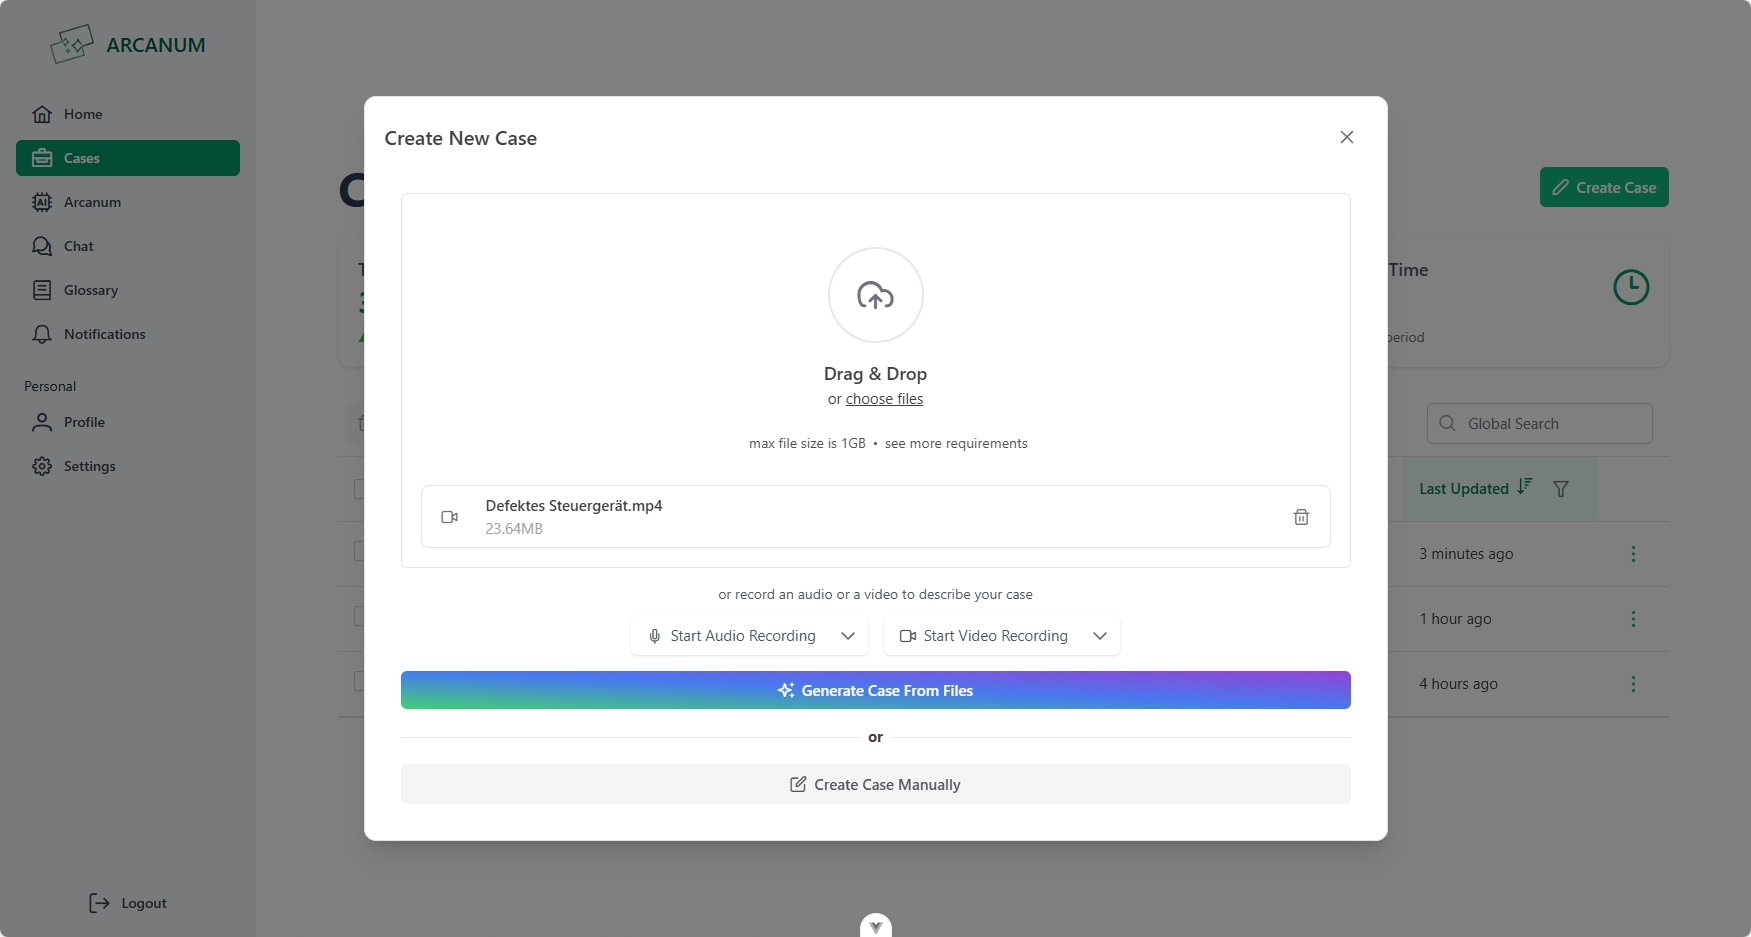 ARCANUM
Home
Cases
Arcanum
Chat
Glossary
Notifications
Personal
Profile
Settings
Logout
Create New Case
Drag & Drop
or choose files
max file size is 1GB • see more requirements
Defektes Steuergerät.mp4
23.64MB
or record an audio or a video to describe your case
Start Audio Recording
Start Video Recording
Generate Case From Files
or
Create Case Manually
Create Case
Time
period
Global Search
Last Updated
3 minutes ago
1 hour ago
4 hours ago